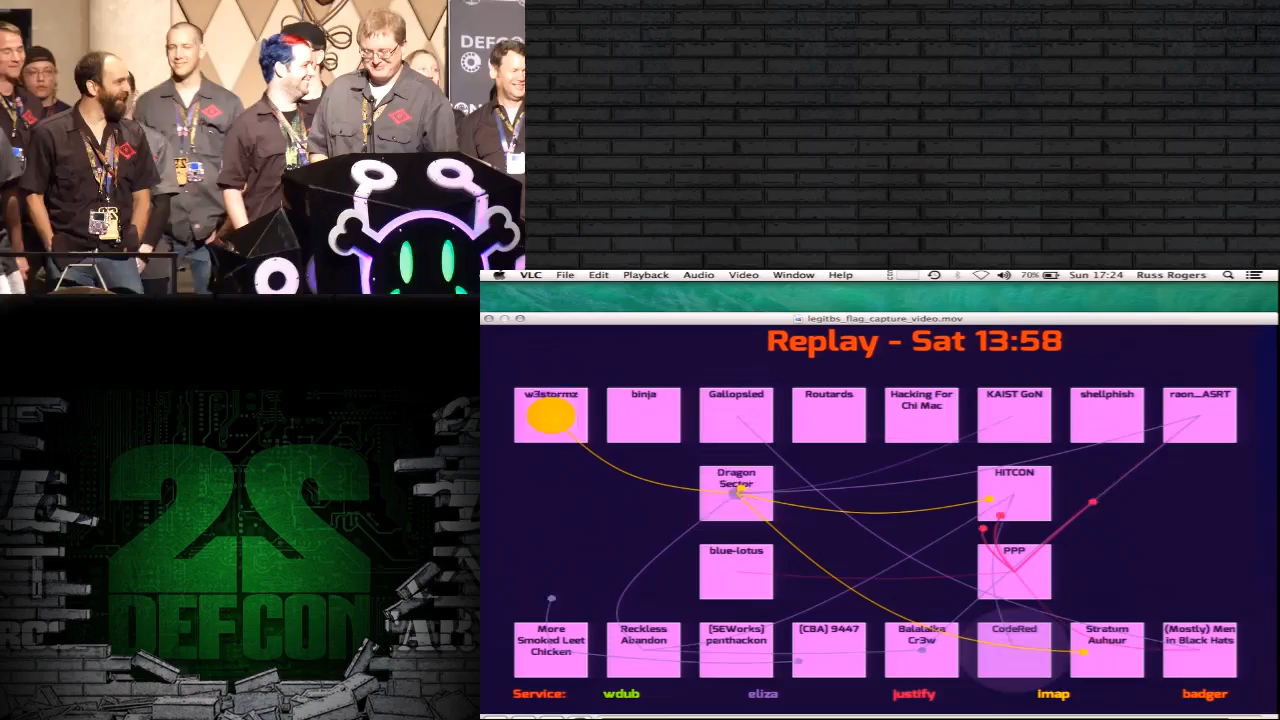 DEFCO
VLC File Edit Playback Audio Video Window Help 70% Sun 17:24 Russ Rogers
legitbs_flag_capture_video.mov
Replay - Sat 13:58
w3stormz binja Gallopsled Routards Hacking For Chi Mac KAIST GoN shellphish raon_ASRT
Dragon Sector HITCON
blue-lotus PPP
More Smoked Leet Chicken Reckless Abandon [SEWorks] penthackon [CBA] 9447 Balalaika Cr3w CodeRed Stratum Auhuur (Mostly) Men in Black Hats
Service: wdub eliza justify imap badger
22
DEFCON